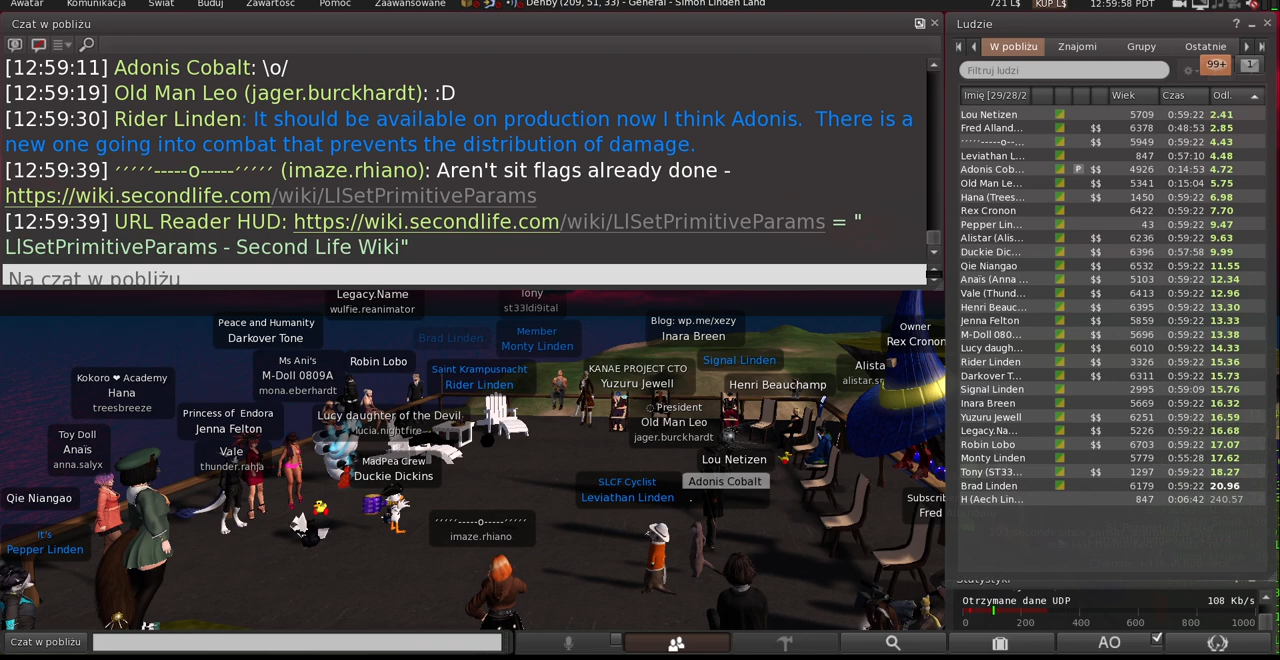 Awatar Komunikacja Świat Buduj Zawartość Pomoc Zaawansowane Denby (209, 51, 33) - General - Simon Linden Land 721 L$ KUP L$ 12:59:58 PDT
Czat w pobliżu
[12:59:11] Adonis Cobalt: \o/
[12:59:19] Old Man Leo (jager.burckhardt): :D
[12:59:30] Rider Linden: It should be available on production now I think Adonis.  There is a
new one going into combat that prevents the distribution of damage.
[12:59:39] ˊˊˊˊˊ-----o-----ˊˊˊˊˊ (imaze.rhiano): Aren't sit flags already done -
https://wiki.secondlife.com/wiki/LlSetPrimitiveParams
[12:59:39] URL Reader HUD: https://wiki.secondlife.com/wiki/LlSetPrimitiveParams = "
LlSetPrimitiveParams - Second Life Wiki"
Na czat w pobliżu
Legacy.Name
wulfie.reanimator
Tony
st33ldi9ital
Peace and Humanity
Darkover Tone
Brad Linden
Member
Monty Linden
Blog: wp.me/xezy
Inara Breen
Owner
Rex Cronon
Ms Ani's
M-Doll 0809A
mona.eberhardt
Robin Lobo
Saint Krampusnacht
Rider Linden
Signal Linden
KANAE PROJECT CTO
Yuzuru Jewell
Henri Beauchamp
Alista
alistar.sn
Kokoro ❤ Academy
Hana
treesbreeze
Princess of Endora
Jenna Felton
Lucy daughter of the Devil
lucia.nightfire
President
Old Man Leo
jager.burckhardt
Toy Doll
Anaïs
anna.salyx
Vale
thunder.rahja
MadPea Crew
Duckie Dickins
Lou Netizen
Adonis Cobalt
SLCF Cyclist
Leviathan Linden
Qie Niangao
Subscrib
Fred
ˊˊˊˊˊ-----o-----ˊˊˊˊˊ
imaze.rhiano
It's
Pepper Linden
Czat w pobliżu
Ludzie
W pobliżu Znajomi Grupy Ostatnie
Filtruj ludzi 99+ 1
Imię [29/28/2 Wiek Czas Odl.
Lou Netizen 5709 0:59:22 2.41
Fred Alland... $$ 6378 0:48:53 2.85
ˊˊˊˊˊ-----o--... $$ 5949 0:59:22 4.43
Leviathan L... 847 0:57:10 4.48
Adonis Cob... P $$ 4926 0:14:53 4.72
Old Man Le... $$ 5341 0:15:04 5.75
Hana (Trees... $$ 1450 0:59:22 6.98
Rex Cronon 6422 0:59:22 7.70
Pepper Lin... 43 0:59:22 9.47
Alistar (Alis... $$ 6236 0:59:22 9.63
Duckie Dic... $$ 6396 0:57:58 9.99
Qie Niangao $$ 6532 0:59:22 11.55
Anaïs (Anna ... $$ 5103 0:59:22 12.34
Vale (Thund... $$ 6413 0:59:22 12.96
Henri Beauc... $$ 6395 0:59:22 13.30
Jenna Felton $$ 5859 0:59:22 13.33
M-Doll 080... $$ 5696 0:59:22 13.38
Lucy daugh... $$ 6010 0:59:22 14.33
Rider Linden $$ 3326 0:59:22 15.36
Darkover T... $$ 6311 0:59:22 15.73
Signal Linden 2995 0:59:09 15.76
Inara Breen 5669 0:59:22 16.32
Yuzuru Jewell $$ 6251 0:59:22 16.59
Legacy.Na... $$ 5226 0:59:22 16.68
Robin Lobo $$ 6703 0:59:22 17.07
Monty Linden 5779 0:55:28 17.62
Tony (ST33... $$ 1297 0:59:22 18.27
Brad Linden 6179 0:59:22 20.96
H (Aech Lin... 847 0:06:42 240.57
Statystyki
Otrzymane dane UDP 108 Kb/s
0 200 400 600 800 1000
AO